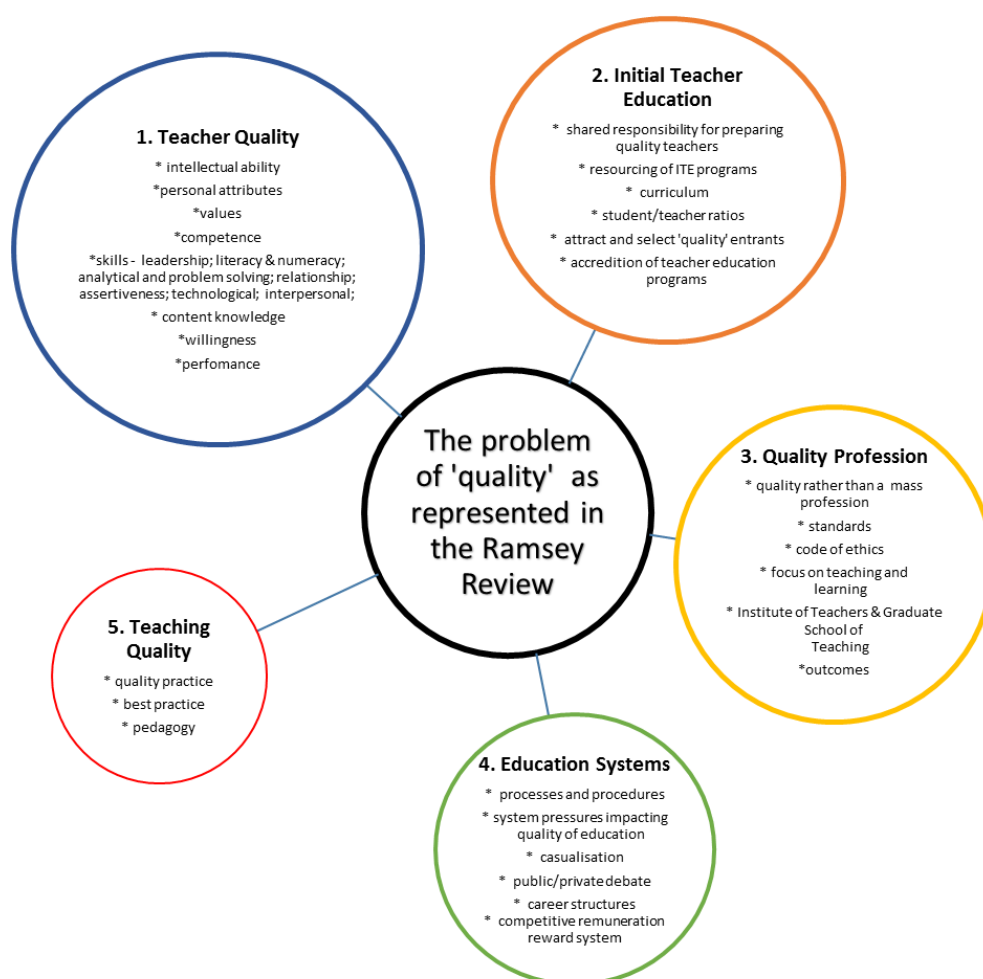 1. Teacher Quality
* intellectual ability
*personal attributes
*values
*competence
*skills - leadership; literacy & numeracy;
analytical and problem solving; relationship;
assertiveness; technological; interpersonal;
* content knowledge
*willingness
*perfomance
2. Initial Teacher
Education
* shared responsibility for preparing
quality teachers
* resourcing of ITE programs
* curriculum
* student/teacher ratios
* attract and select 'quality' entrants
* accredition of teacher education
programs
The problem
of 'quality' as
represented in
the Ramsey
Review
3. Quality Profession
* quality rather than a mass
profession
* standards
* code of ethics
* focus on teaching and
learning
* Institute of Teachers & Graduate
School of
Teaching
*outcomes
4. Education Systems
* processes and procedures
* system pressures impacting
quality of education
* casualisation
* public/private debate
* career structures
* competitive remuneration
reward system
5. Teaching
Quality
* quality practice
* best practice
* pedagogy